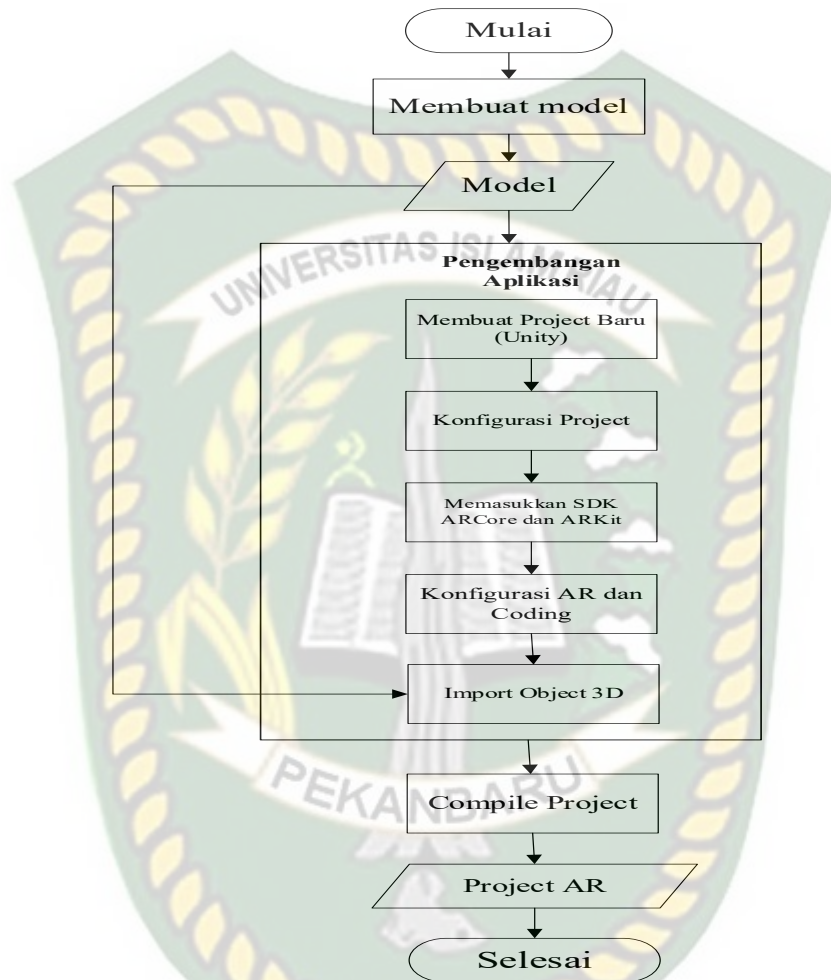 Mulai
Membuat model
Model
UNIVERSITAS ISLAM RIAU
Pengembangan
Aplikasi
Membuat Project Baru
(Unity)
Konfigurasi Project
Memasukkan SDK
ARCore dan ARKit
Konfigurasi AR dan
Coding
Import Object 3D
PEKANBARU
Compile Project
Project AR
Selesai